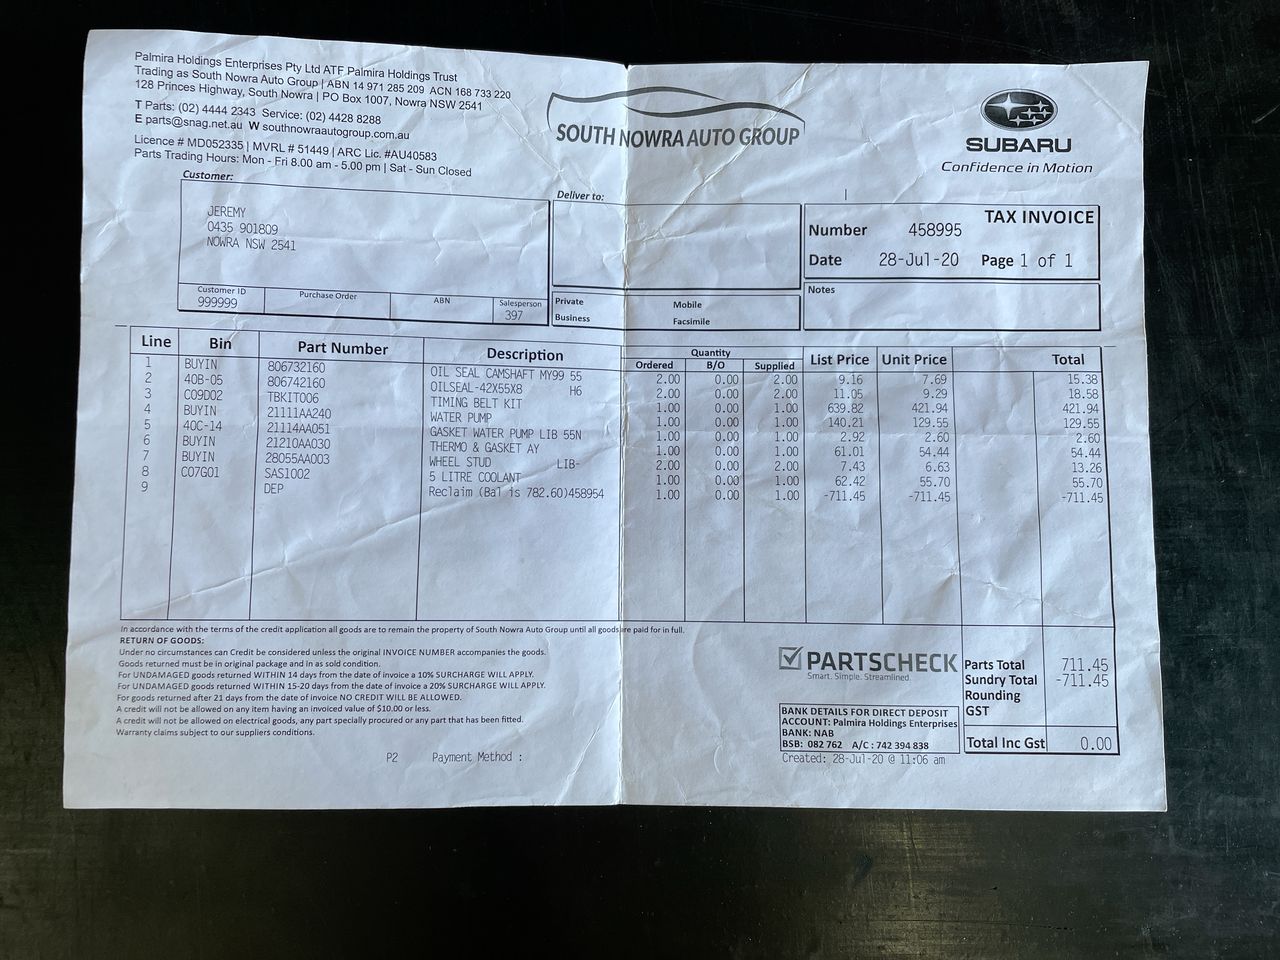 Palmira Holdings Enterprises Pty Ltd ATF Palmira Holdings Trust
Trading as South Nowra Auto Group | ABN 14 971 285 209 ACN 168 733 220
128 Princes Highway, South Nowra | PO Box 1007, Nowra NSW 2541
T Parts: (02) 4444 2343 Service: (02) 4428 8288
E parts@snag.net.au W southnowraautogroup.com.au
Licence # MD052335 | MVRL # 51449 | ARC Lic. #AU40583
Parts Trading Hours: Mon - Fri 8.00 am - 5.00 pm | Sat - Sun Closed
SOUTH NOWRA AUTO GROUP
SUBARU
Confidence in Motion
Customer:
JEREMY
0435 901809
NOWRA NSW 2541
Customer ID Purchase Order ABN Salesperson
999999 397
Deliver to:
Private Mobile
Business Facsimile
TAX INVOICE
Number 458995
Date 28-Jul-20 Page 1 of 1
Notes
Line Bin Part Number Description Quantity List Price Unit Price Total
Ordered B/O Supplied
1 BUYIN 806732160 OIL SEAL CAMSHAFT MY99 55 2.00 0.00 2.00 9.16 7.69 15.38
2 40B-05 806742160 OILSEAL-42X55X8 H6 2.00 0.00 2.00 11.05 9.29 18.58
3 C09D02 TBKIT006 TIMING BELT KIT 1.00 0.00 1.00 639.82 421.94 421.94
4 BUYIN 21111AA240 WATER PUMP 1.00 0.00 1.00 140.21 129.55 129.55
5 40C-14 21114AA051 GASKET WATER PUMP LIB 55N 1.00 0.00 1.00 2.92 2.60 2.60
6 BUYIN 21210AA030 THERMO & GASKET AY 1.00 0.00 1.00 61.01 54.44 54.44
7 BUYIN 28055AA003 WHEEL STUD LIB- 2.00 0.00 2.00 7.43 6.63 13.26
8 C07G01 SAS1002 5 LITRE COOLANT 1.00 0.00 1.00 62.42 55.70 55.70
9 DEP Reclaim (Bal is 782.60)458954 1.00 0.00 1.00 -711.45 -711.45 -711.45
In accordance with the terms of the credit application all goods are to remain the property of South Nowra Auto Group until all goods are paid for in full.
RETURN OF GOODS:
Under no circumstances can Credit be considered unless the original INVOICE NUMBER accompanies the goods.
Goods returned must be in original package and in as sold condition.
For UNDAMAGED goods returned WITHIN 14 days from the date of invoice a 10% SURCHARGE WILL APPLY.
For UNDAMAGED goods returned WITHIN 15-20 days from the date of invoice a 20% SURCHARGE WILL APPLY.
For goods returned after 21 days from the date of invoice NO CREDIT WILL BE ALLOWED.
A credit will not be allowed on any item having an invoiced value of $10.00 or less.
A credit will not be allowed on electrical goods, any part specially procured or any part that has been fitted.
Warranty claims subject to our suppliers conditions.
P2 Payment Method :
PARTSCHECK
Smart. Simple. Streamlined.
BANK DETAILS FOR DIRECT DEPOSIT
ACCOUNT: Palmira Holdings Enterprises
BANK: NAB
BSB: 082 762 A/C : 742 394 838
Created: 28-Jul-20 @ 11:06 am
Parts Total 711.45
Sundry Total -711.45
Rounding
GST
Total Inc Gst 0.00